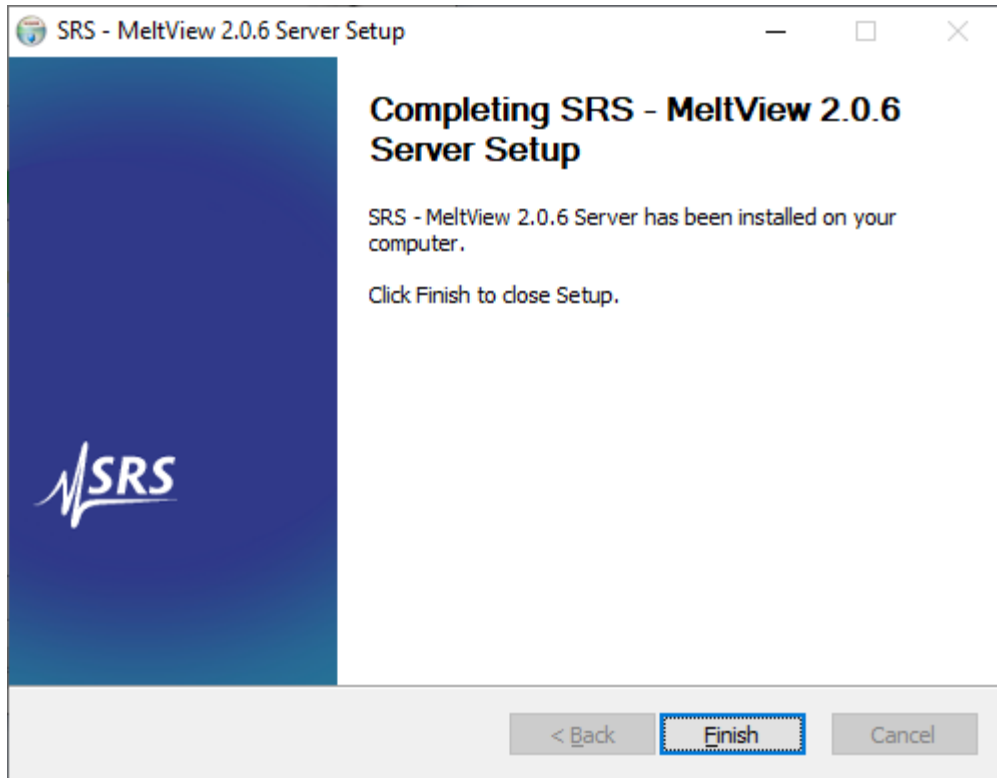 SRS - MeltView 2.0.6 Server Setup
Completing SRS - MeltView 2.0.6
Server Setup
SRS - MeltView 2.0.6 Server has been installed on your
computer.
Click Finish to close Setup.
SRS
< Back
Finish
Cancel